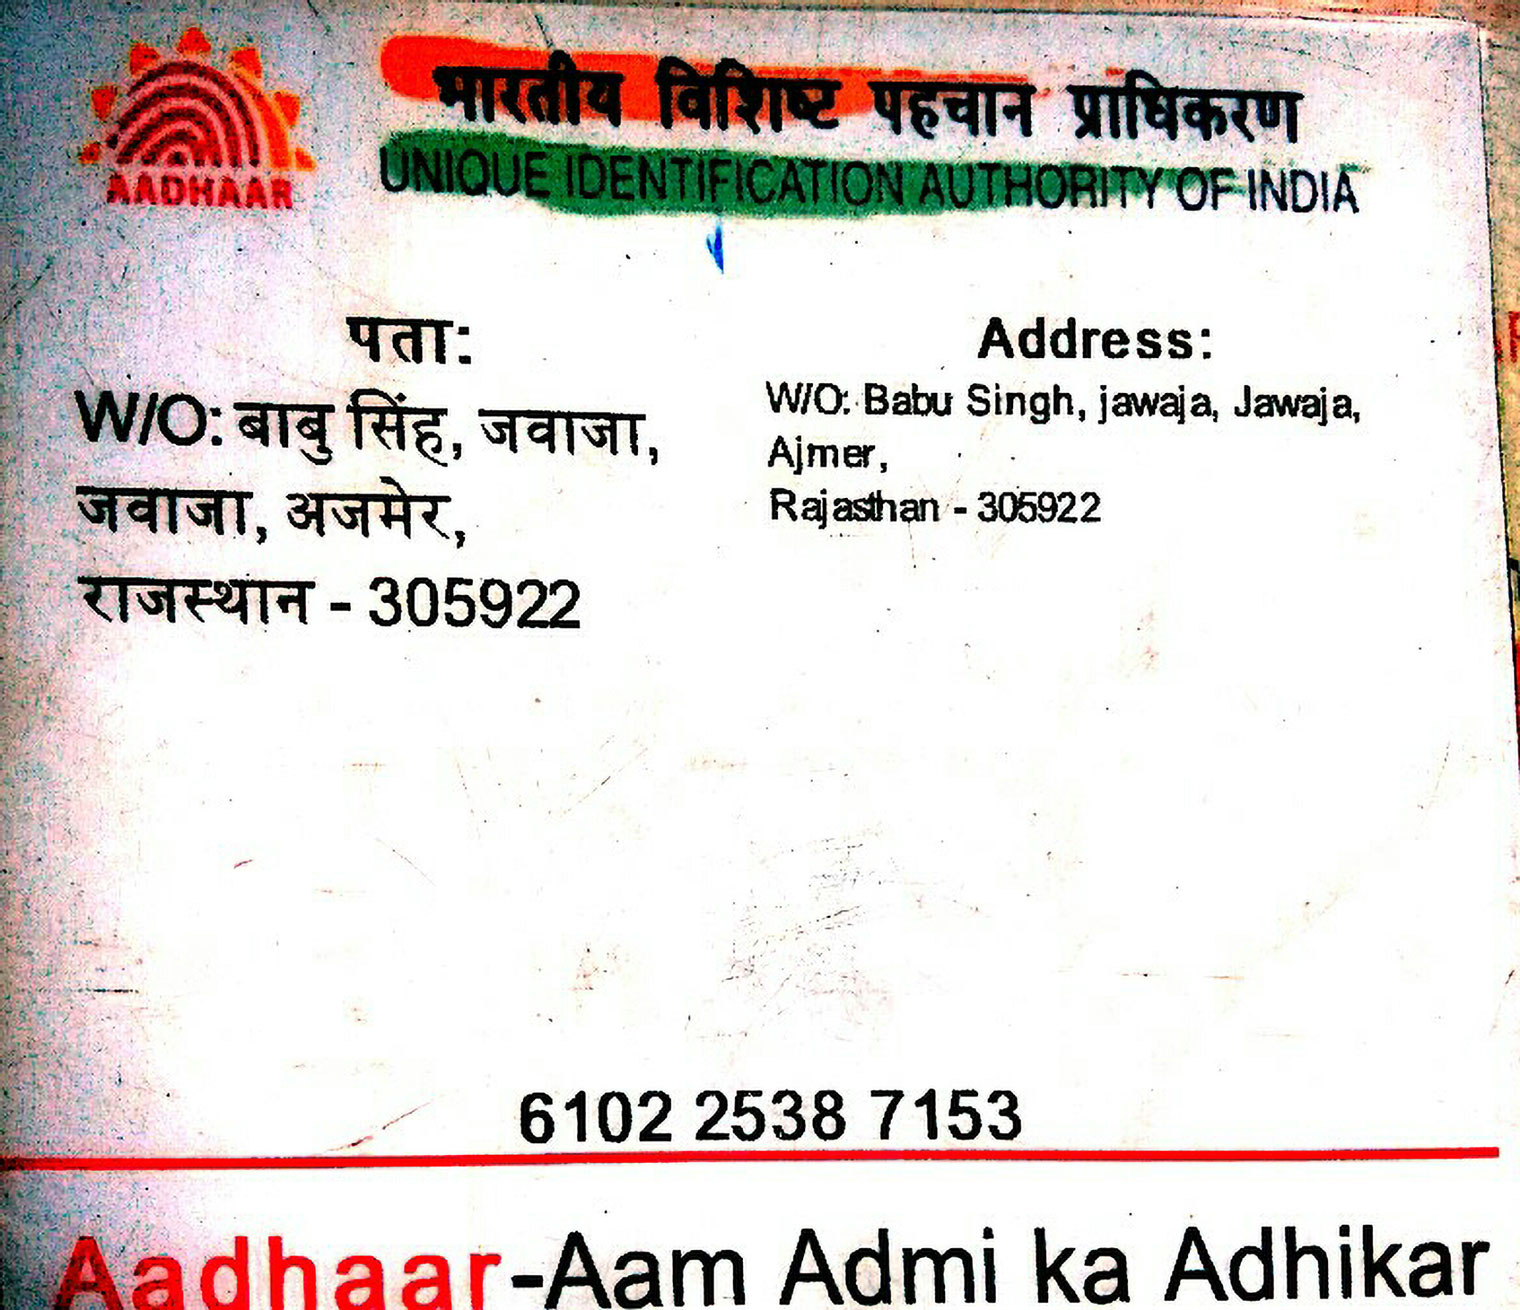 AADHAAR
भारतीय विशिष्ट पहचान प्राधिकरण
UNIQUE IDENTIFICATION AUTHORITY OF INDIA
पता:
W/O: बाबु सिंह, जवाजा,
जवाजा, अजमेर,
राजस्थान - 305922
Address:
W/O: Babu Singh, jawaja, Jawaja,
Ajmer,
Rajasthan - 305922
6102 2538 7153
Aadhaar-Aam Admi ka Adhikar